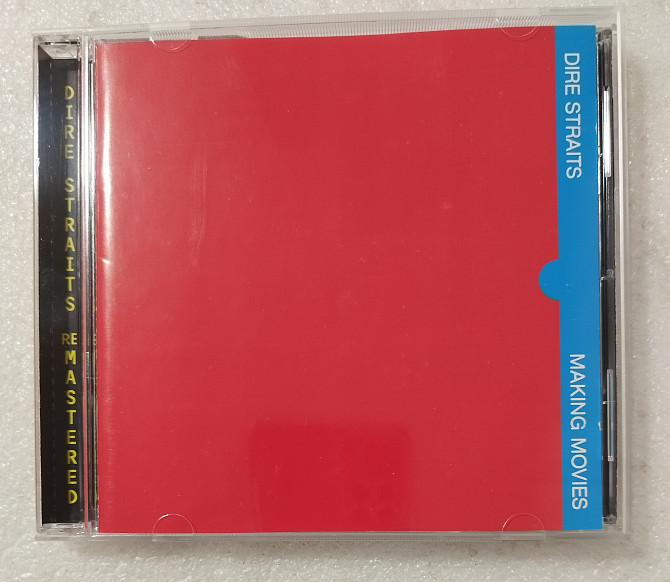 DIRE STRAITS
REMASTERED
DIRE STRAITS
MAKING MOVIES